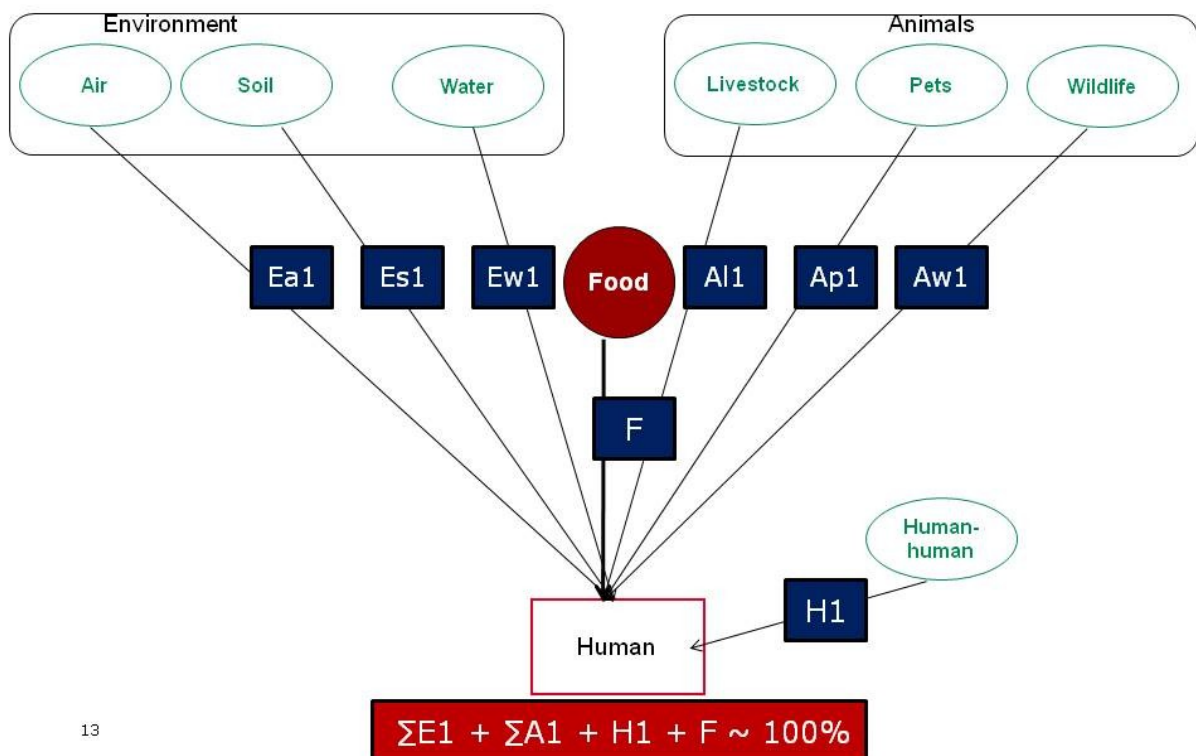 Environment
Animals
Air
Soil
Water
Livestock
Pets
Wildlife
Ea1
Es1
Ew1
Food
Al1
Ap1
Aw1
F
Human-
human
H1
Human
13
∑E1 + ∑A1 + H1 + F ~ 100%